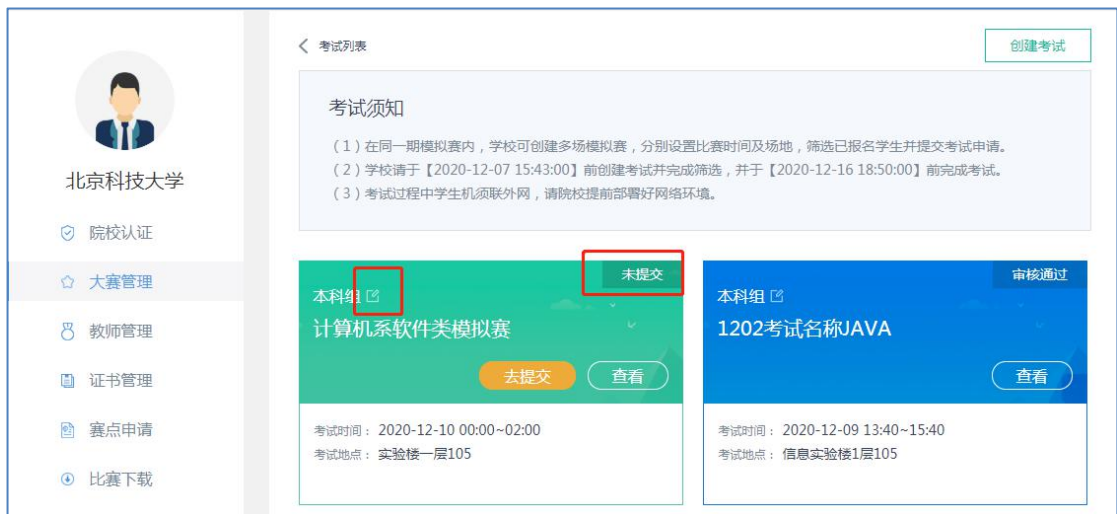 考试列表
创建考试
北京科技大学
院校认证
大赛管理
教师管理
证书管理
赛点申请
比赛下载
考试须知
（1）在同一期模拟赛内，学校可创建多场模拟赛，分别设置比赛时间及场地，筛选已报名学生并提交考试申请。
（2）学校请于【2020-12-07 15:43:00】前创建考试并完成筛选，并于【2020-12-16 18:50:00】前完成考试。
（3）考试过程中学生机须联外网，请院校提前部署好网络环境。
未提交
本科组
计算机系软件类模拟赛
去提交
查看
考试时间： 2020-12-10 00:00~02:00
考试地点： 实验楼一层105
审核通过
本科组
1202考试名称JAVA
查看
考试时间： 2020-12-09 13:40~15:40
考试地点： 信息实验楼1层105